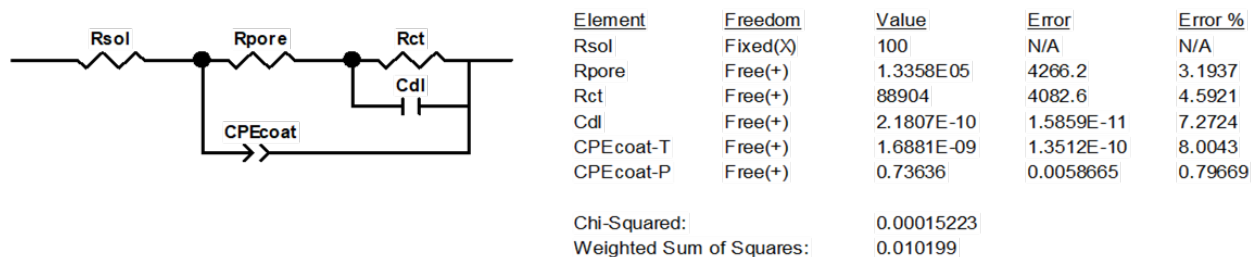 Rsol Rpore Rct
Cdl
CPEcoat
Element Freedom Value Error Error %
Rsol Fixed(X) 100 N/A N/A
Rpore Free(+) 1.3358E05 4266.2 3.1937
Rct Free(+) 88904 4082.6 4.5921
Cdl Free(+) 2.1807E-10 1.5859E-11 7.2724
CPEcoat-T Free(+) 1.6881E-09 1.3512E-10 8.0043
CPEcoat-P Free(+) 0.73636 0.0058665 0.79669
Chi-Squared: 0.00015223
Weighted Sum of Squares: 0.010199